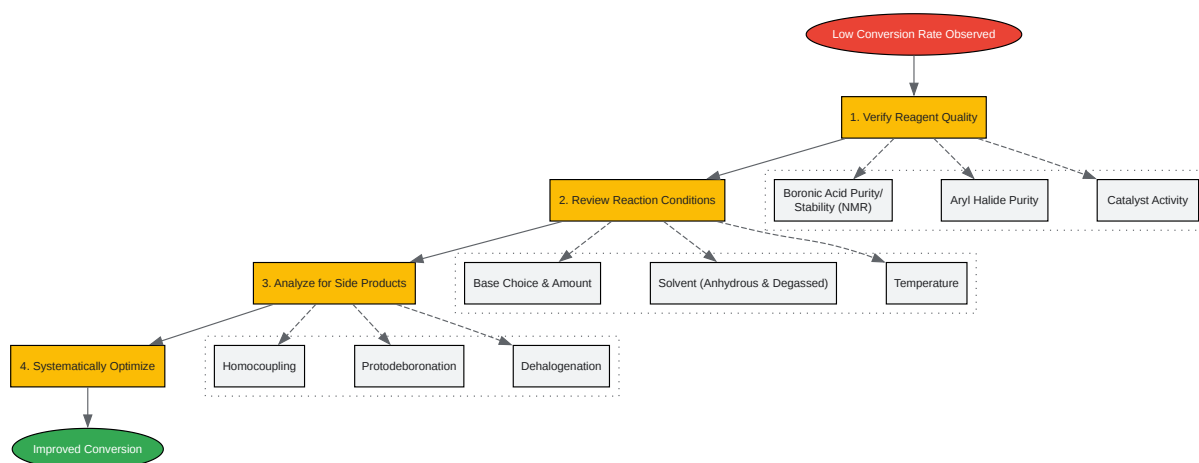 Low Conversion Rate Observed
1. Verify Reagent Quality
Boronic Acid Purity/
Stability (NMR)
Aryl Halide Purity
Catalyst Activity
2. Review Reaction Conditions
Base Choice & Amount
Solvent (Anhydrous & Degassed)
Temperature
3. Analyze for Side Products
Homocoupling
Protodeboronation
Dehalogenation
4. Systematically Optimize
Improved Conversion